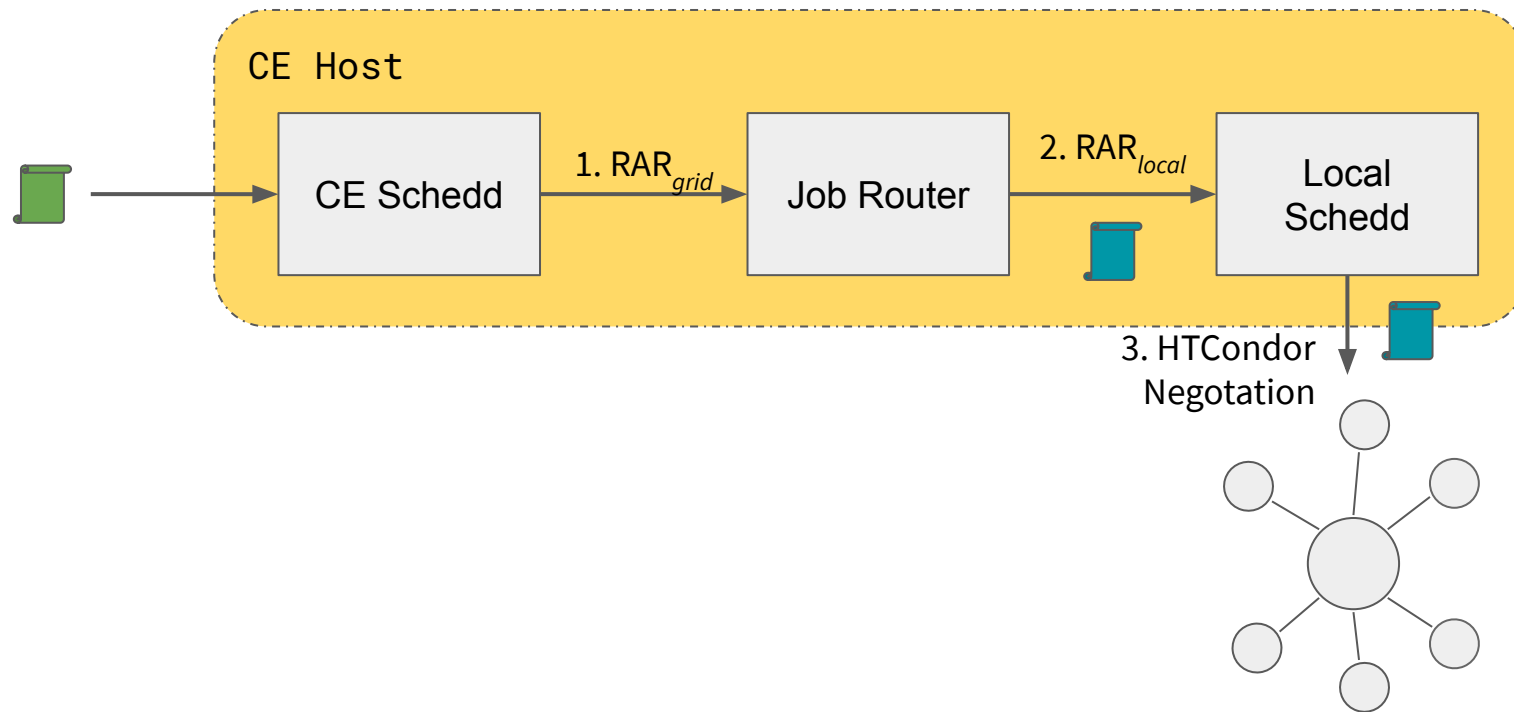 CE Host
CE Schedd
1. RARgrid
Job Router
2. RARlocal
Local
Schedd
3. HTCondor
Negotation